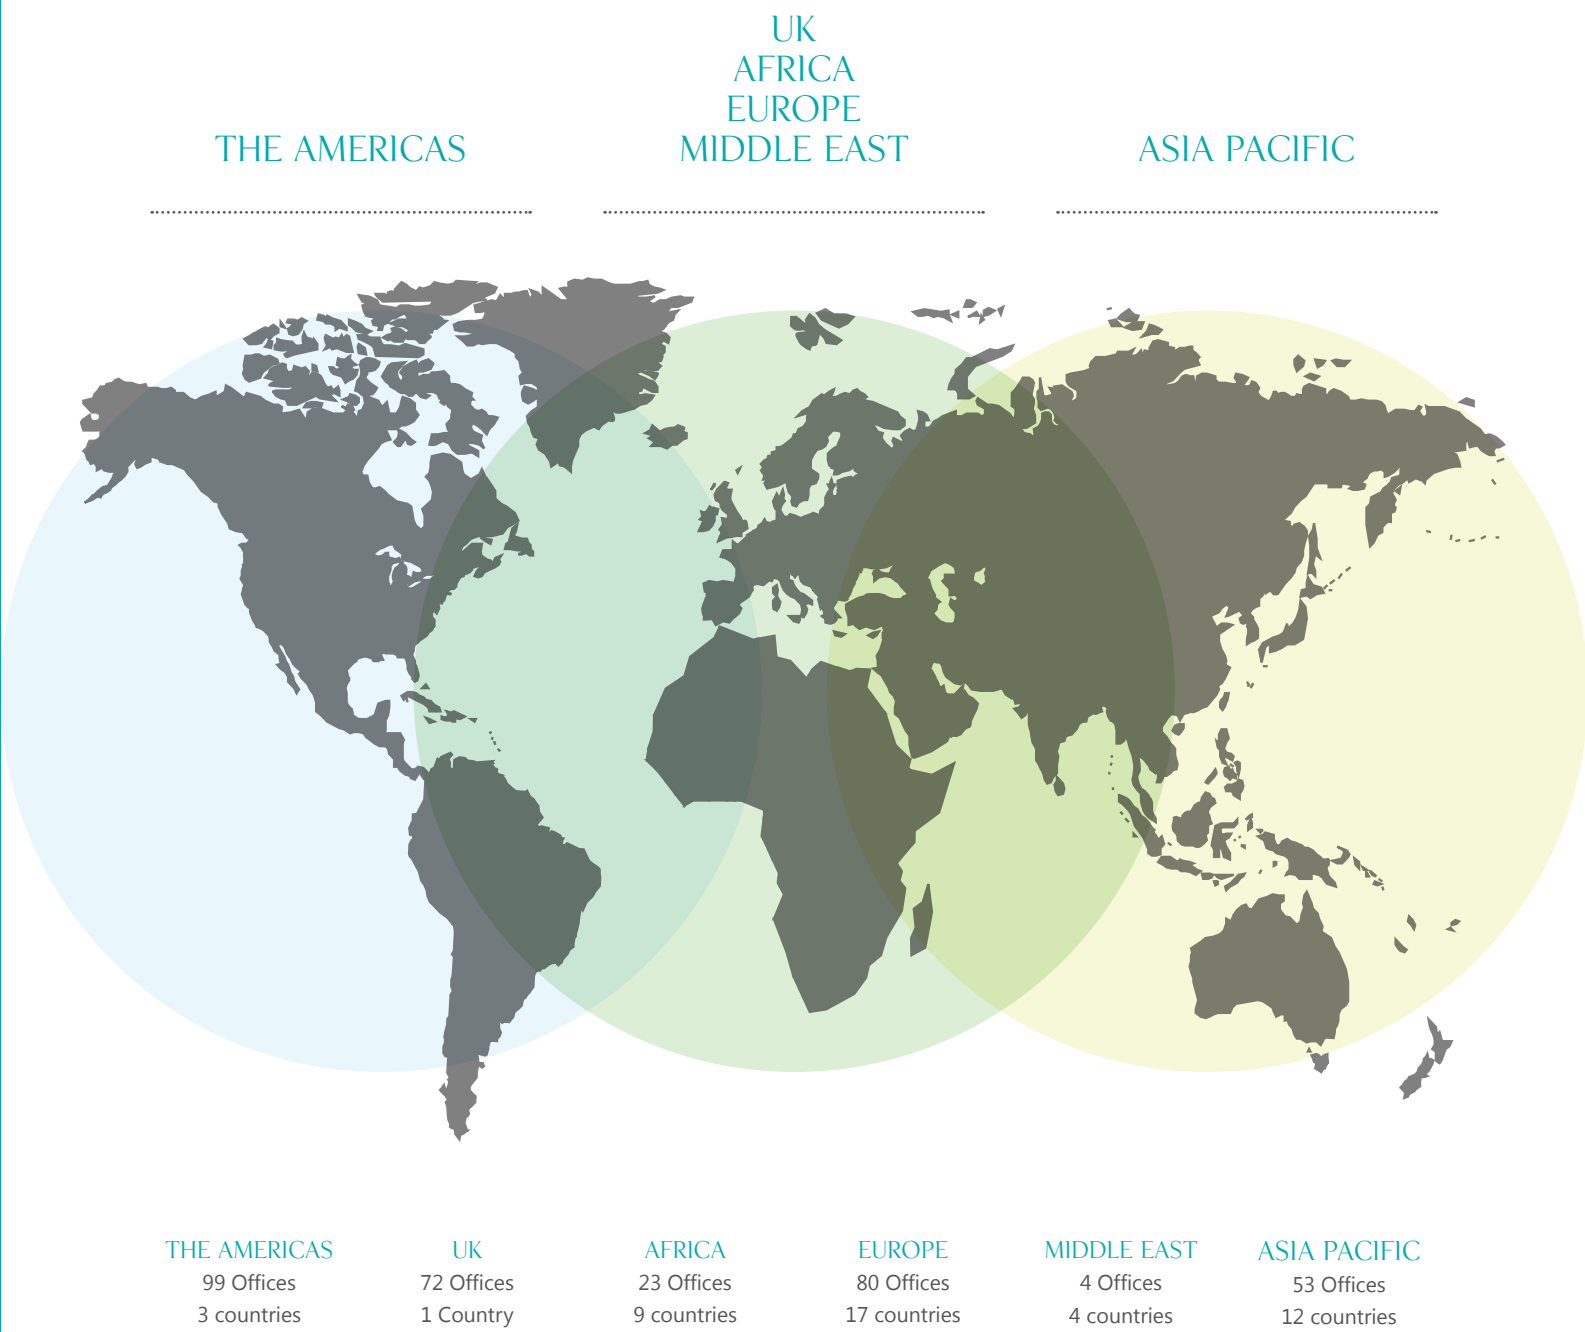 THE AMERICAS
UK
AFRICA
EUROPE
MIDDLE EAST
ASIA PACIFIC
THE AMERICAS
99 Offices
3 countries
UK
72 Offices
1 Country
AFRICA
23 Offices
9 countries
EUROPE
80 Offices
17 countries
MIDDLE EAST
4 Offices
4 countries
ASIA PACIFIC
53 Offices
12 countries